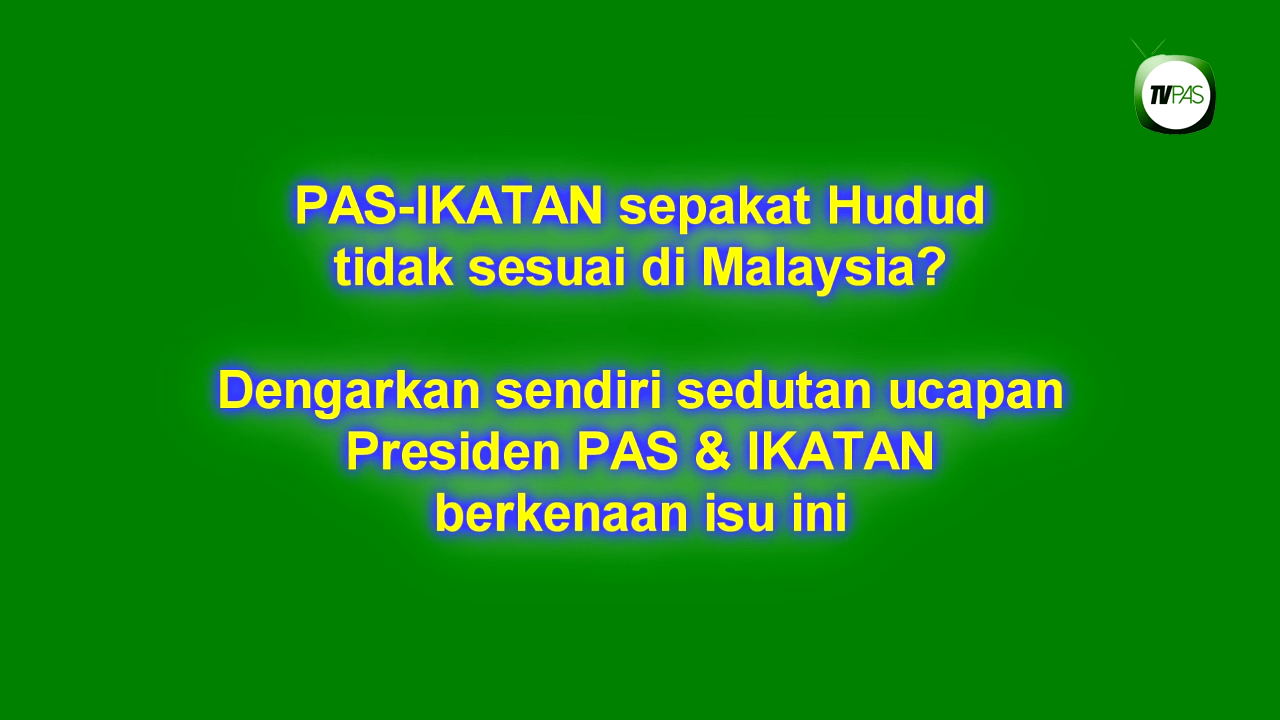 TVPAS
PAS-IKATAN sepakat Hudud
tidak sesuai di Malaysia?
Dengarkan sendiri sedutan ucapan
Presiden PAS & IKATAN
berkenaan isu ini